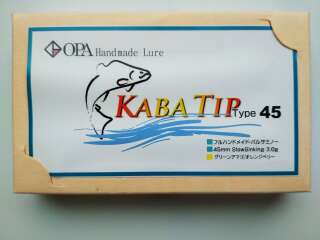 OPA Handmade Lure
KABA TIP Type 45
フルハンドメイド・バルサミノー
45mm SlowSinking 3.0g
グリーンアマゴ/オレンジベリー